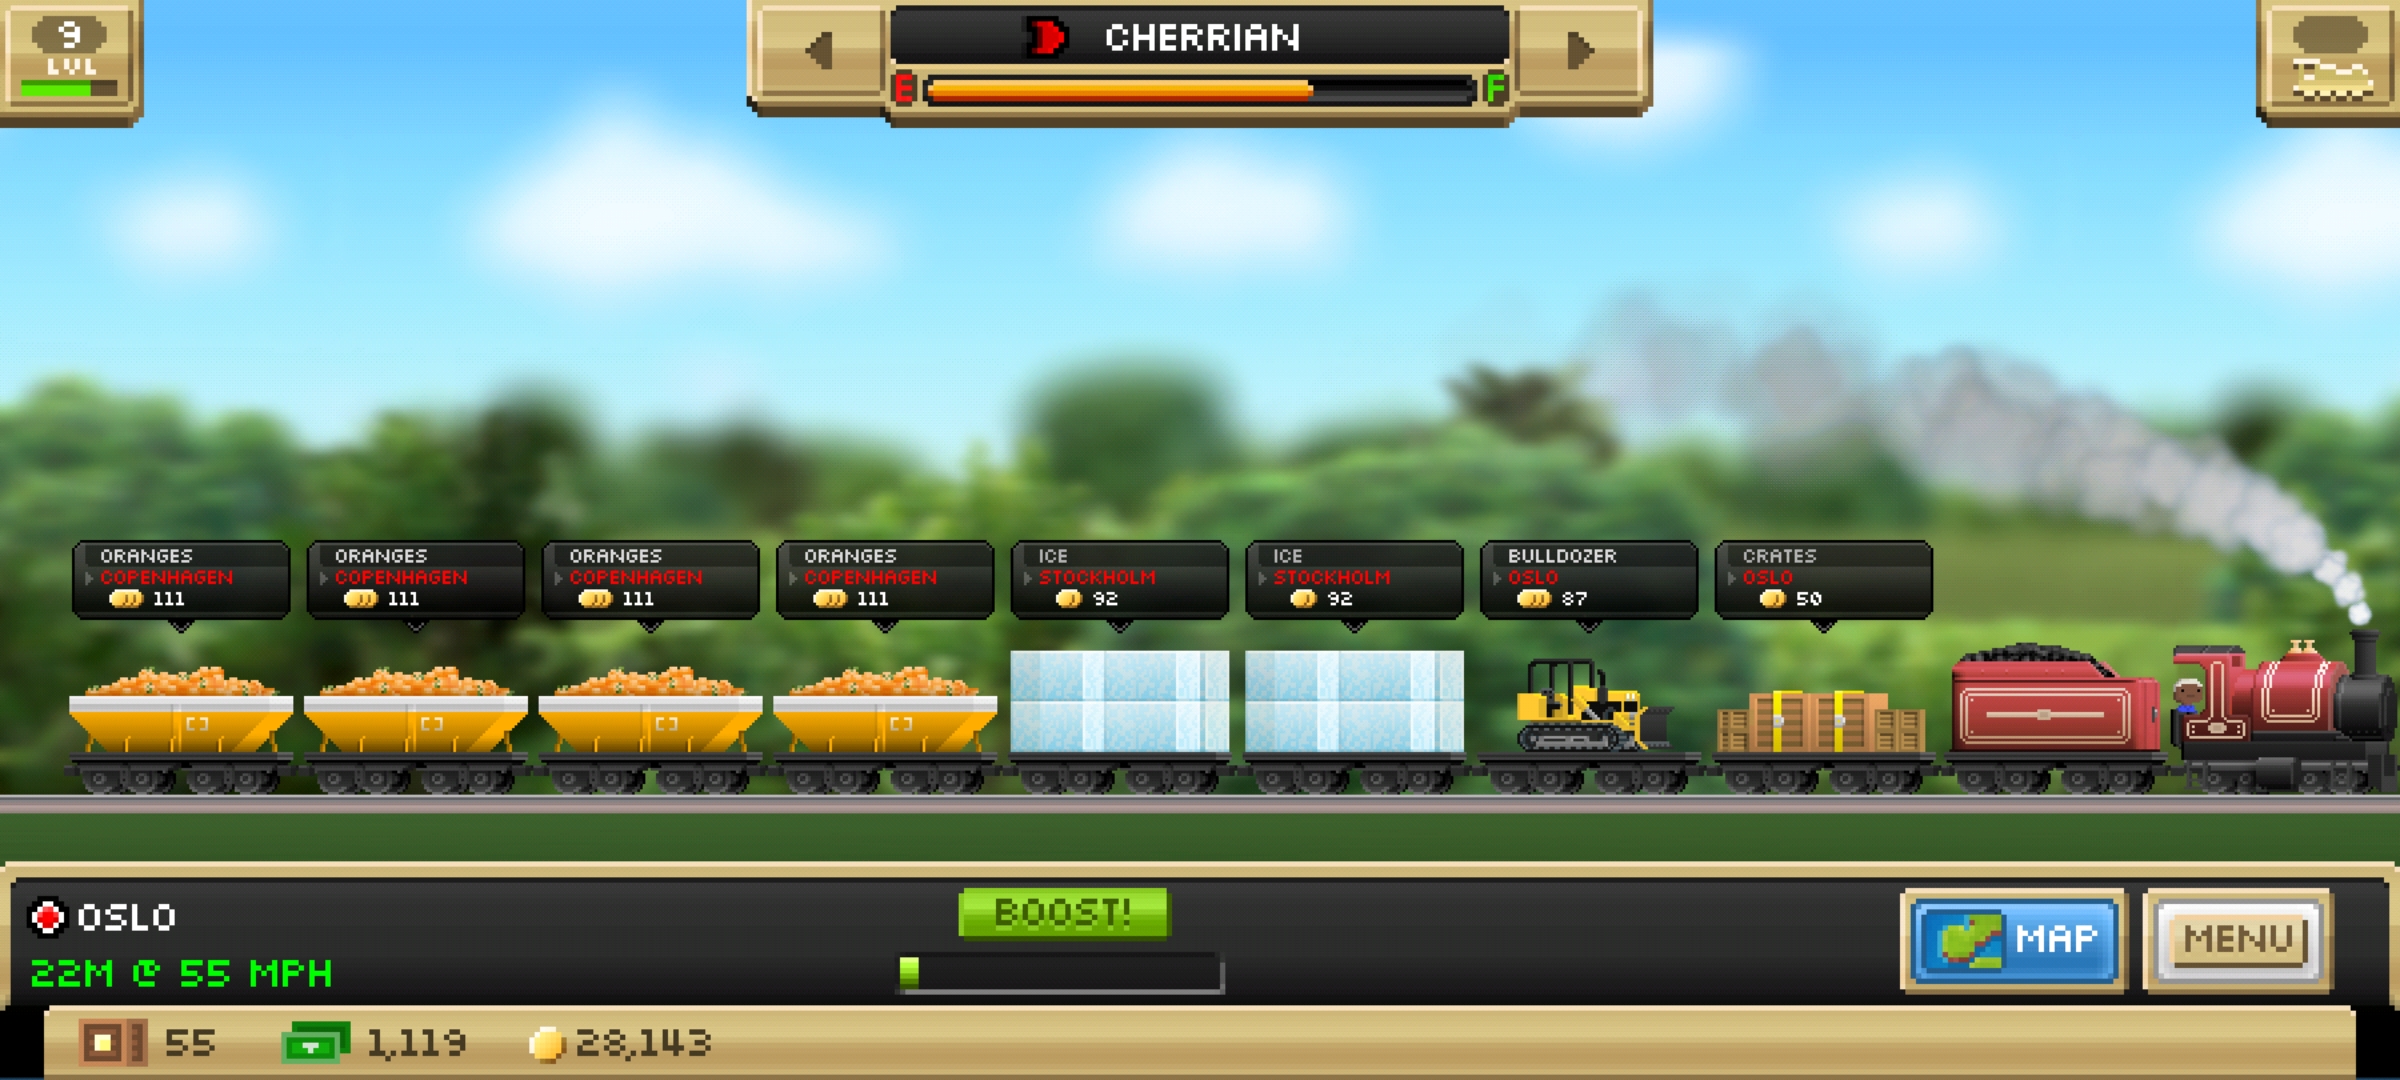 9
LVL
CHERRIAN
E F
ORANGES
COPENHAGEN
111
ORANGES
COPENHAGEN
111
ORANGES
COPENHAGEN
111
ORANGES
COPENHAGEN
111
ICE
STOCKHOLM
92
ICE
STOCKHOLM
92
BULLDOZER
OSLO
87
CRATES
OSLO
50
OSLO
22M @ 55 MPH
BOOST!
MAP
MENU
55 1,119 28,143